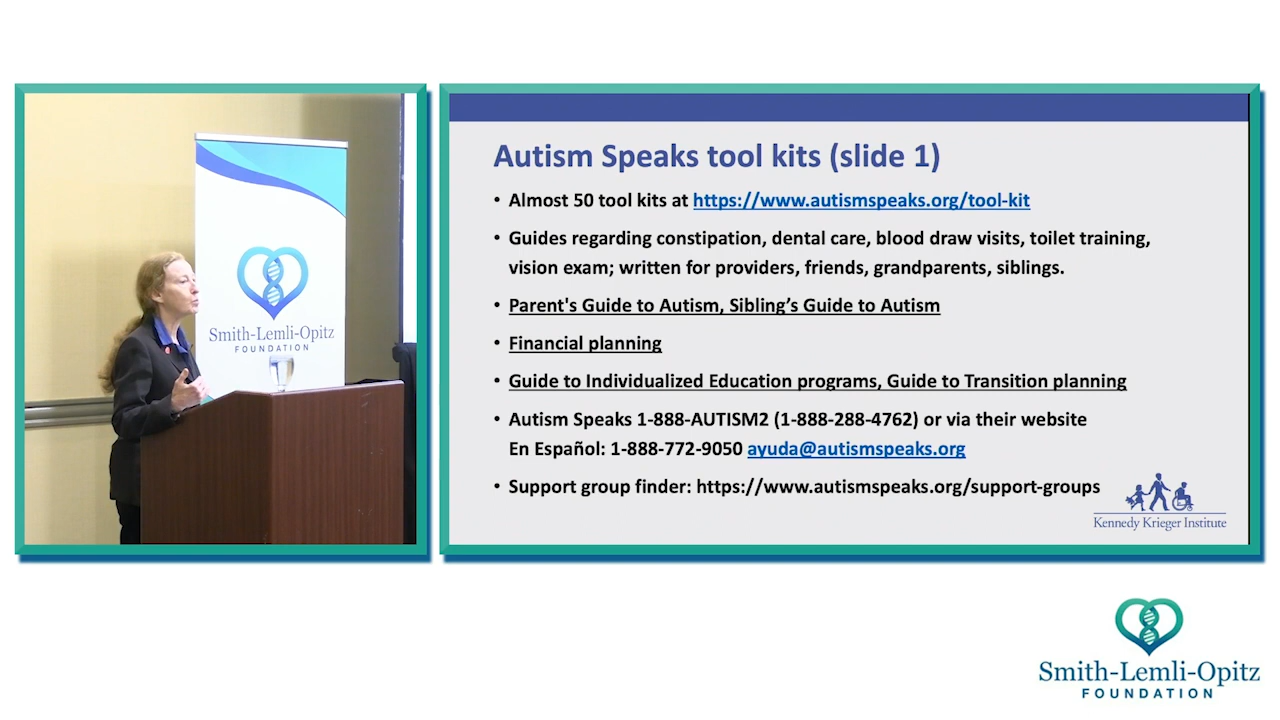 Smith-Lemli-Opitz
FOUNDATION
Autism Speaks tool kits (slide 1)
• Almost 50 tool kits at https://www.autismspeaks.org/tool-kit
• Guides regarding constipation, dental care, blood draw visits, toilet training,
vision exam; written for providers, friends, grandparents, siblings.
• Parent's Guide to Autism, Sibling’s Guide to Autism
• Financial planning
• Guide to Individualized Education programs, Guide to Transition planning
• Autism Speaks 1-888-AUTISM2 (1-888-288-4762) or via their website
En Español: 1-888-772-9050 ayuda@autismspeaks.org
• Support group finder: https://www.autismspeaks.org/support-groups
Kennedy Krieger Institute
Smith-Lemli-Opitz
FOUNDATION